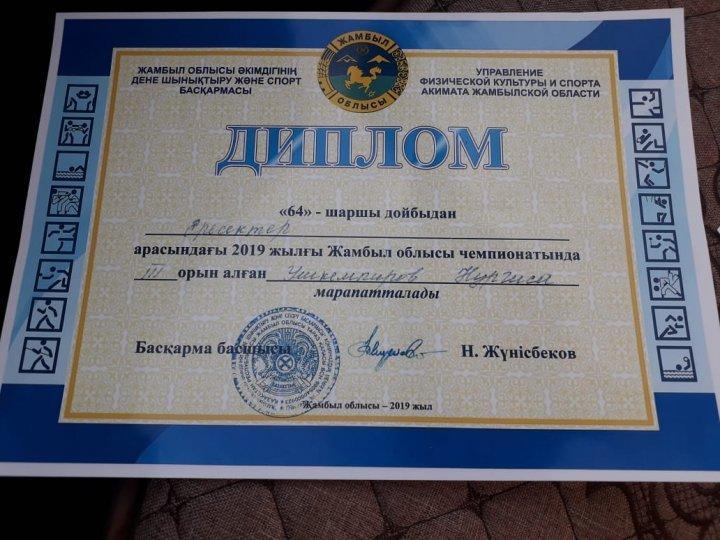 ЖАМБЫЛ
ОБЛЫСЫ
ЖАМБЫЛ ОБЛЫСЫ ӘКІМДІГІНІҢ
ДЕНЕ ШЫНЫҚТЫРУ ЖӘНЕ СПОРТ
БАСҚАРМАСЫ
УПРАВЛЕНИЕ
ФИЗИЧЕСКОЙ КУЛЬТУРЫ И СПОРТА
АКИМАТА ЖАМБЫЛСКОЙ ОБЛАСТИ
ДИПЛОМ
«64» - шаршы дойбыдан
Ересектер
арасындағы 2019 жылғы Жамбыл облысы чемпионатында
III орын алған Үшкемпиров Нурғиса
марапатталады
Басқарма басшысы Н. Жүнісбеков
Жамбыл облысы – 2019 жыл